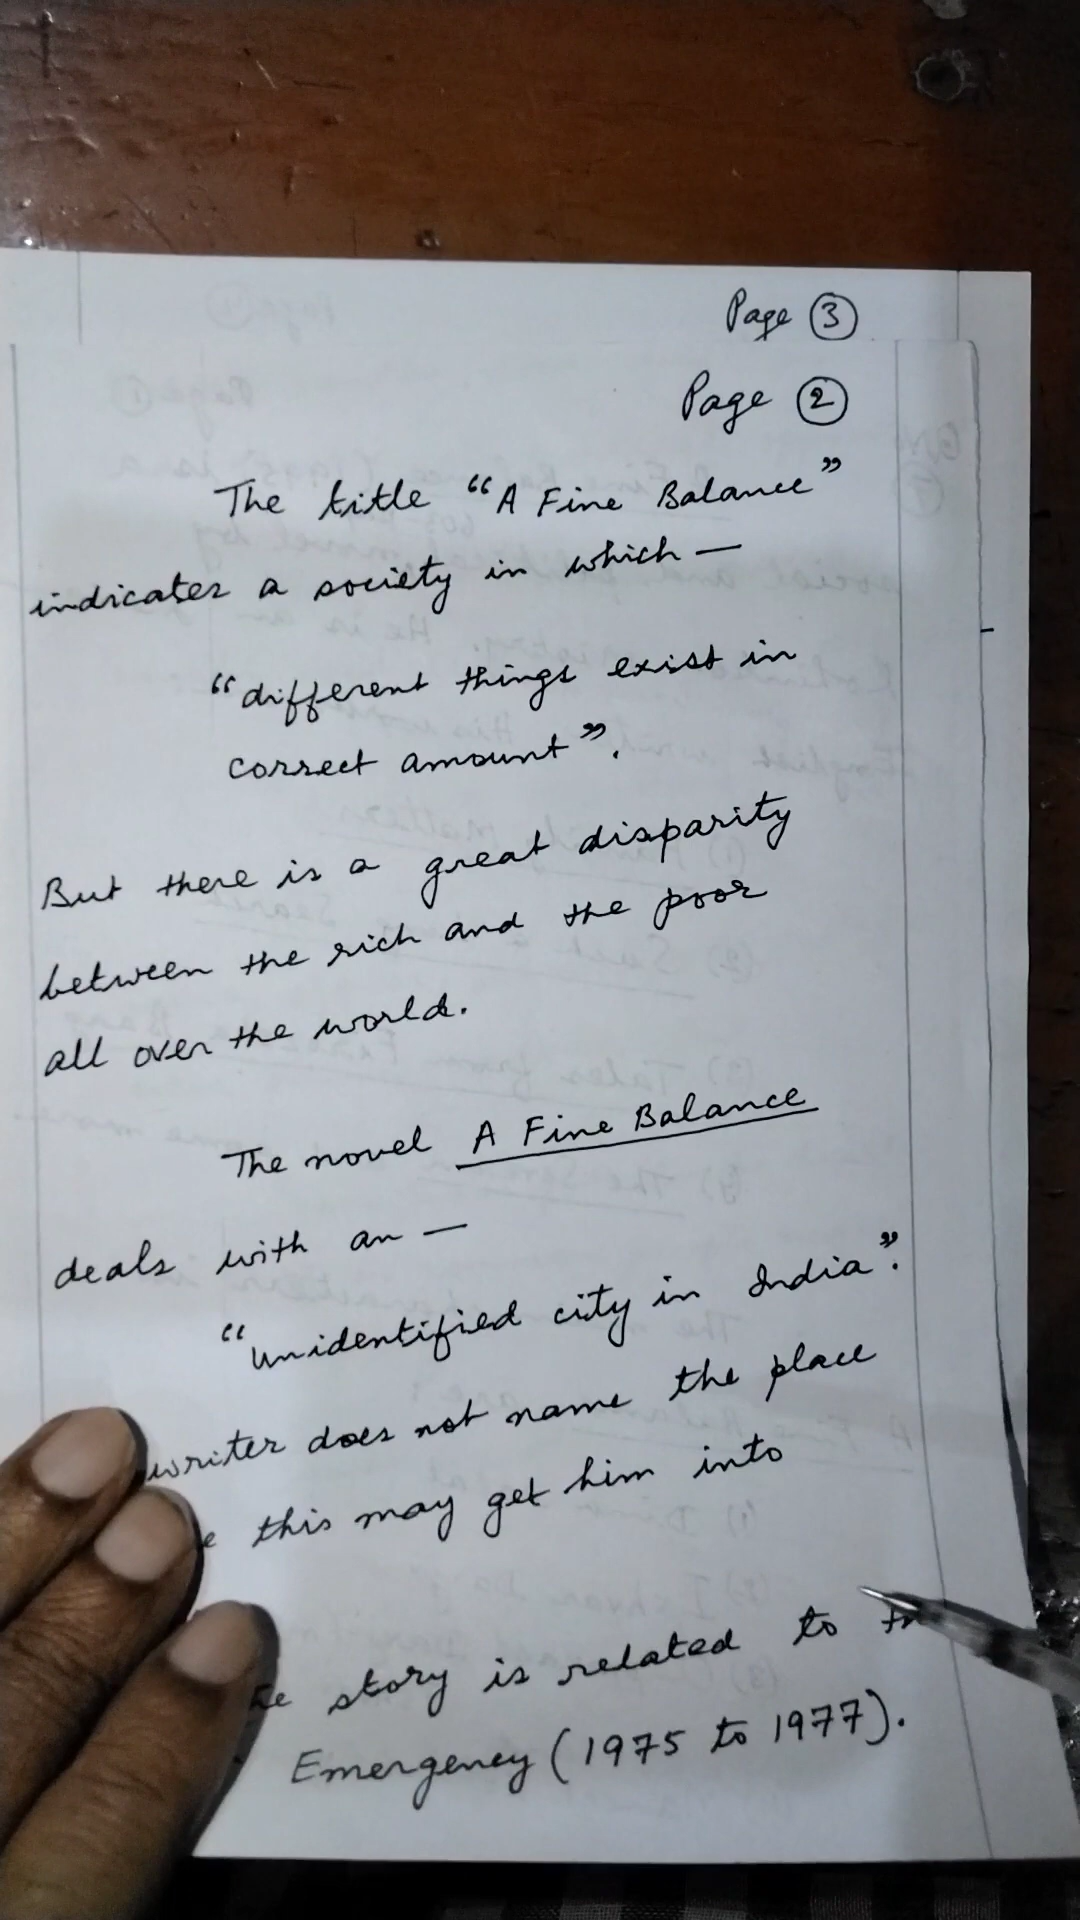 Page 3
Page 2
The title "A Fine Balance"
indicates a society in which —
"different things exist in
correct amount".
But there is a great disparity
between the rich and the poor
all over the world.
The novel A Fine Balance
deals with an —
"unidentified city in India".
writer does not name the place
this may get him into
story is related to
Emergency (1975 to 1977).